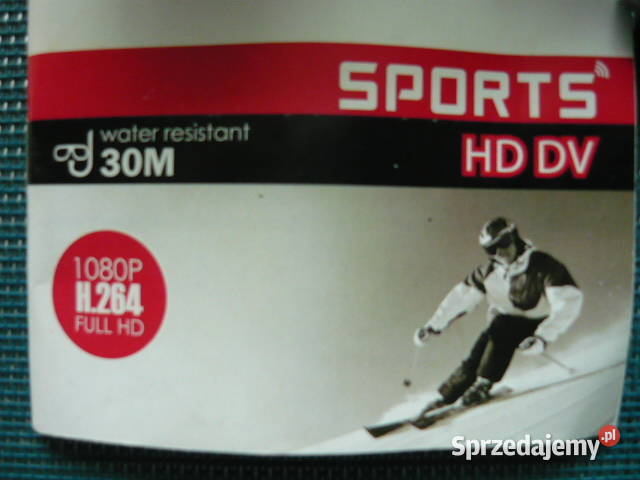 SPORTS
water resistant
30M
HD DV
1080P
H.264
FULL HD
Sprzedajemy.pl